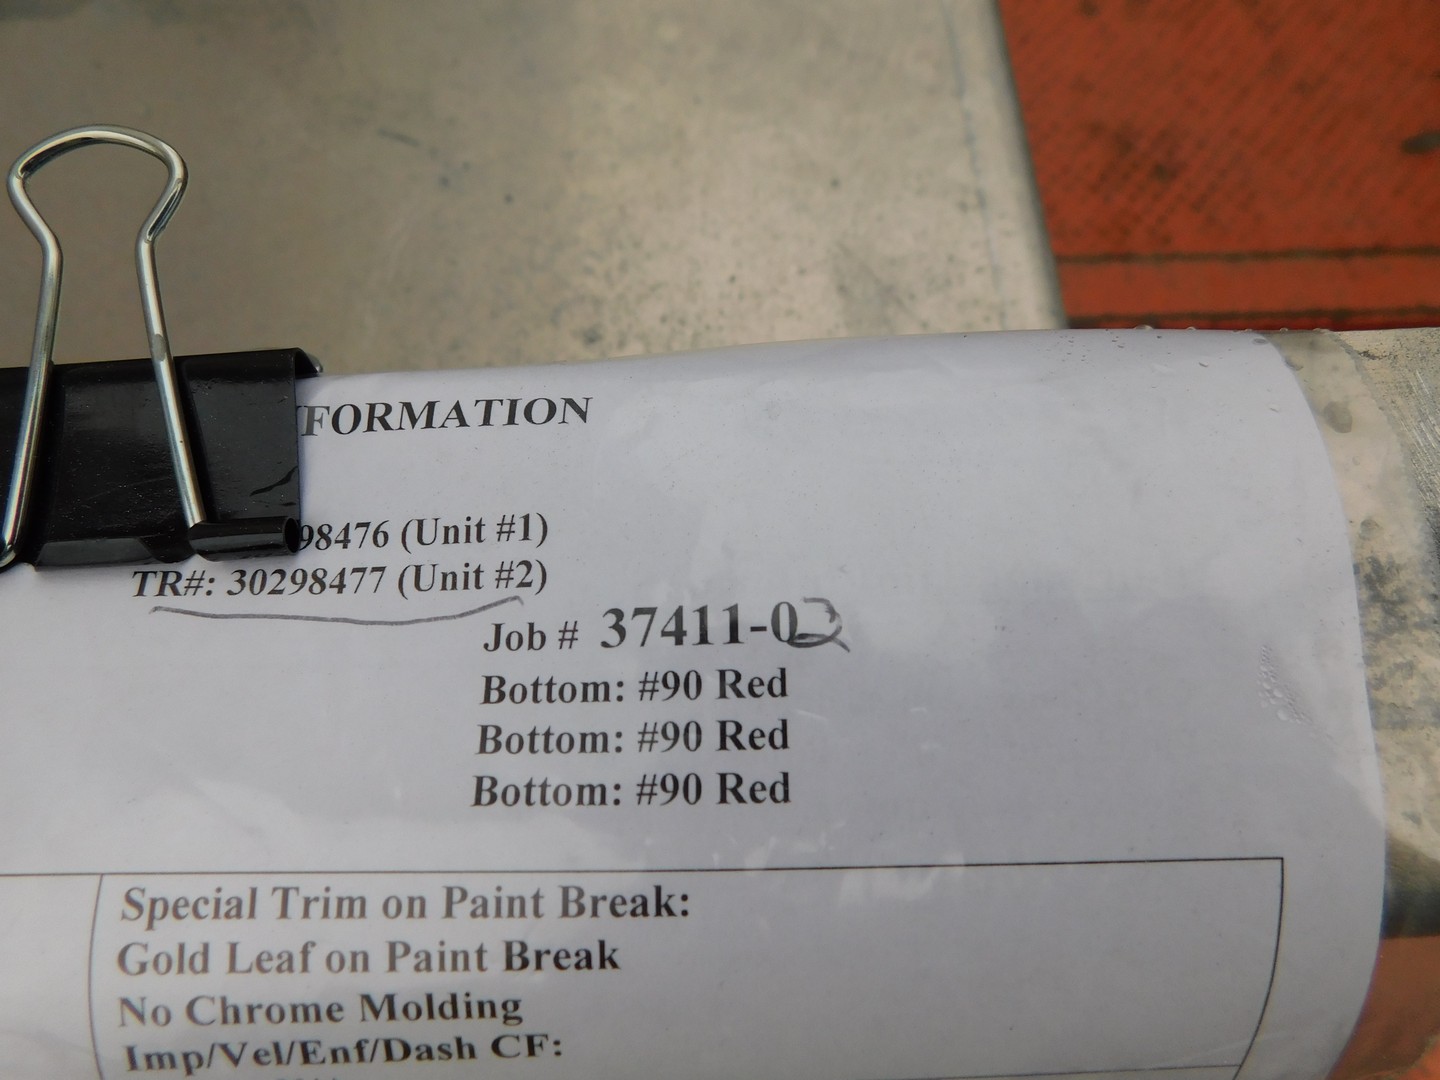 FORMATION
98476 (Unit #1)
TR#: 30298477 (Unit #2)
Job # 37411-02
Bottom: #90 Red
Bottom: #90 Red
Bottom: #90 Red
Special Trim on Paint Break:
Gold Leaf on Paint Break
No Chrome Molding
Imp/Vel/Enf/Dash CF: